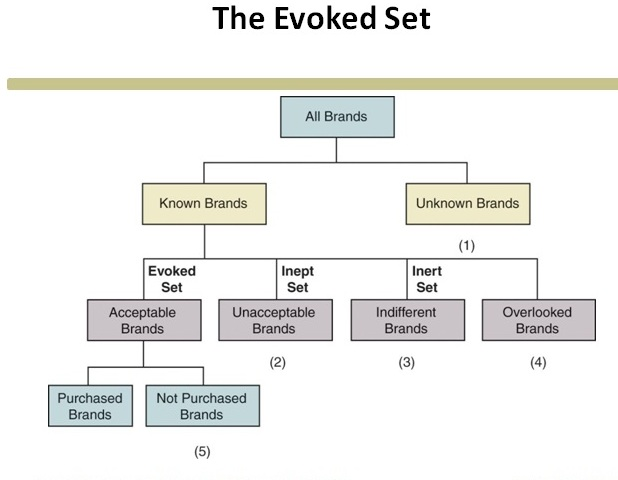 The Evoked Set
All Brands
Known Brands
Unknown Brands
(1)
Evoked
Set
Inept
Set
Inert
Set
Acceptable
Brands
Unacceptable
Brands
Indifferent
Brands
Overlooked
Brands
(2)
(3)
(4)
Purchased
Brands
Not Purchased
Brands
(5)